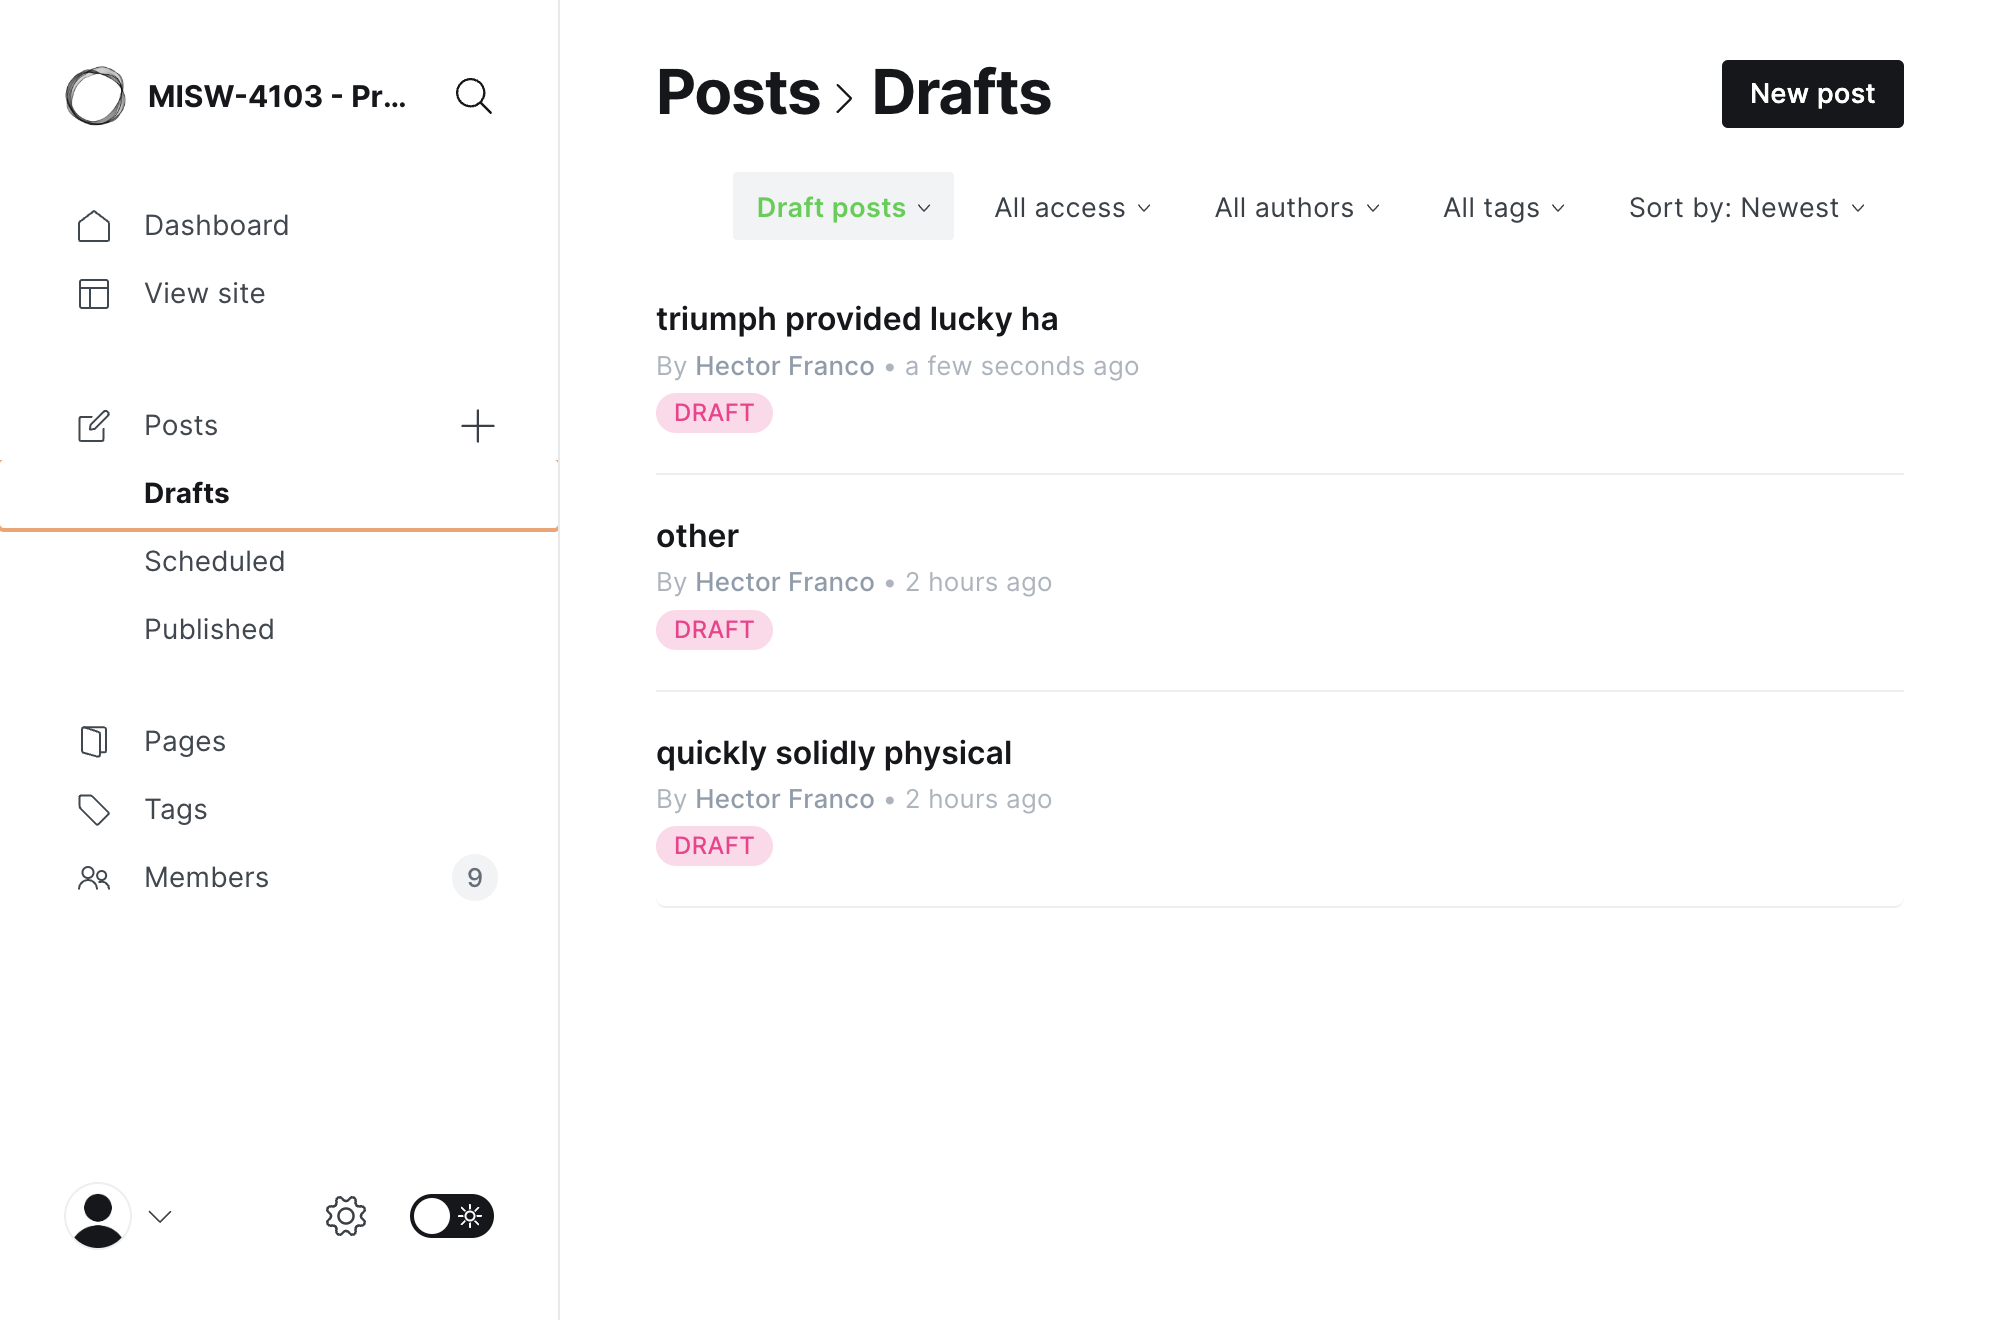 MISW-4103 - Pr...
Dashboard
View site
Posts
Drafts
Scheduled
Published
Pages
Tags
Members 9
Posts > Drafts
New post
Draft posts All access All authors All tags Sort by: Newest
triumph provided lucky ha
By Hector Franco • a few seconds ago
DRAFT
other
By Hector Franco • 2 hours ago
DRAFT
quickly solidly physical
By Hector Franco • 2 hours ago
DRAFT